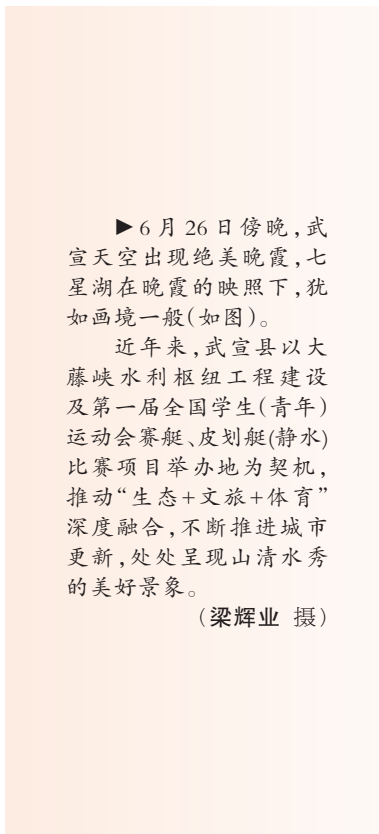 ▶6月26日傍晚,武
宣天空出现绝美晚霞,七
星湖在晚霞的映照下,犹
如画境一般(如图)。
近年来,武宣县以大
藤峡水利枢纽工程建设
及第一届全国学生(青年)
运动会赛艇、皮划艇(静水)
比赛项目举办地为契机,
推动“生态+文旅+体育”
深度融合,不断推进城市
更新,处处呈现山清水秀
的美好景象。
(梁辉业 摄)